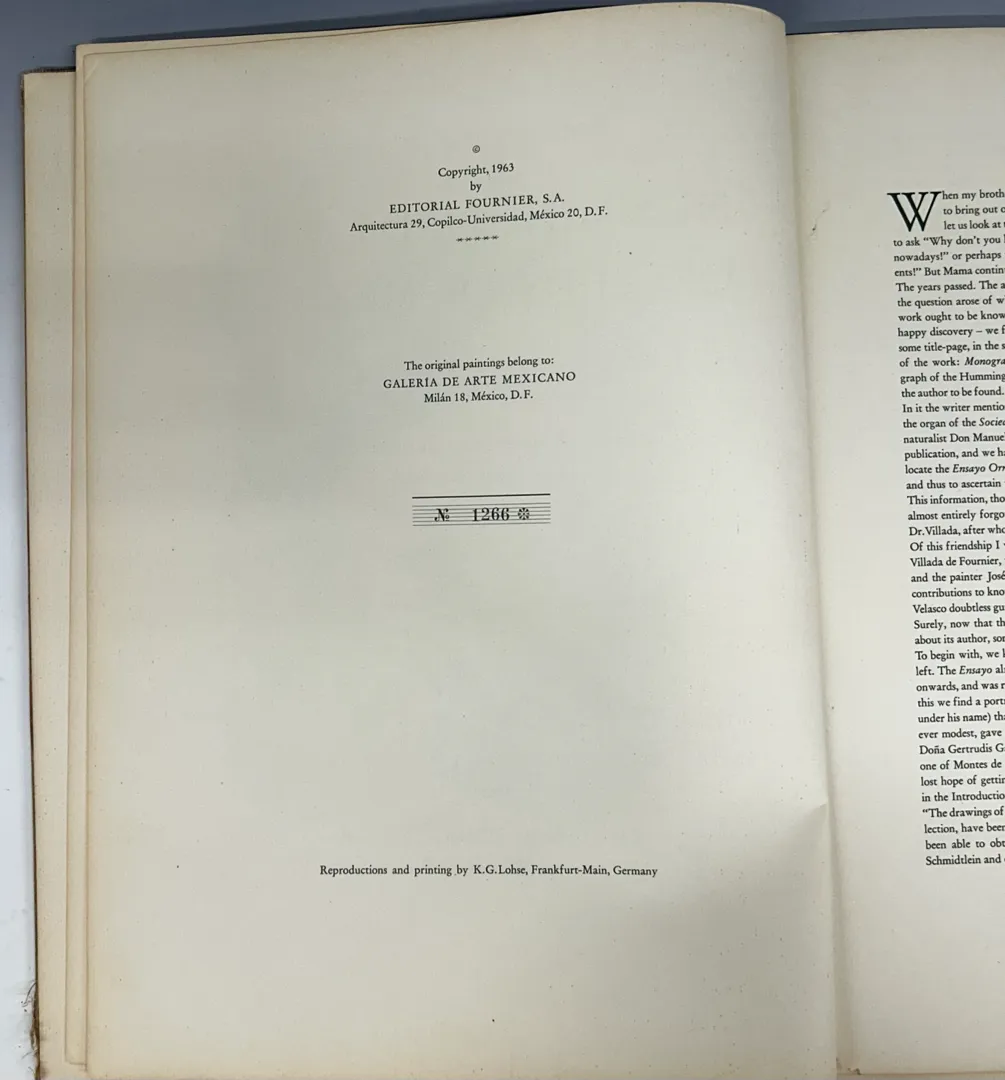 ©
Copyright, 1963
by
EDITORIAL FOURNIER, S.A.
Arquitectura 29, Copilco-Universidad, México 20, D.F.
The original paintings belong to:
GALERIA DE ARTE MEXICANO
Milán 18, México, D.F.
№ 1266
Reproductions and printing by K.G.Lohse, Frankfurt-Main, Germany
When my broth
to bring out
let us look at
to ask “Why don’t you
nowadays!” or perhaps
ents!” But Mama contin
The years passed. The a
the question arose of w
work ought to be know
happy discovery – we f
some title-page, in the s
of the work: Monogra
graph of the Humming
the author to be found.
In it the writer mentio
the organ of the Socie
naturalist Don Manue
publication, and we ha
locate the Ensayo Orn
and thus to ascertain
This information, tho
almost entirely forgo
Dr. Villada, after who
Of this friendship I
Villada de Fournier,
and the painter José
contributions to kno
Velasco doubtless gu
Surely, now that th
about its author, so
To begin with, we
left. The Ensayo al
onwards, and was r
this we find a port
under his name) tha
ever modest, gave
Doña Gertrudis G
one of Montes de
lost hope of gettin
in the Introductio
“The drawings of
lection, have been
been able to obt
Schmidtlein and